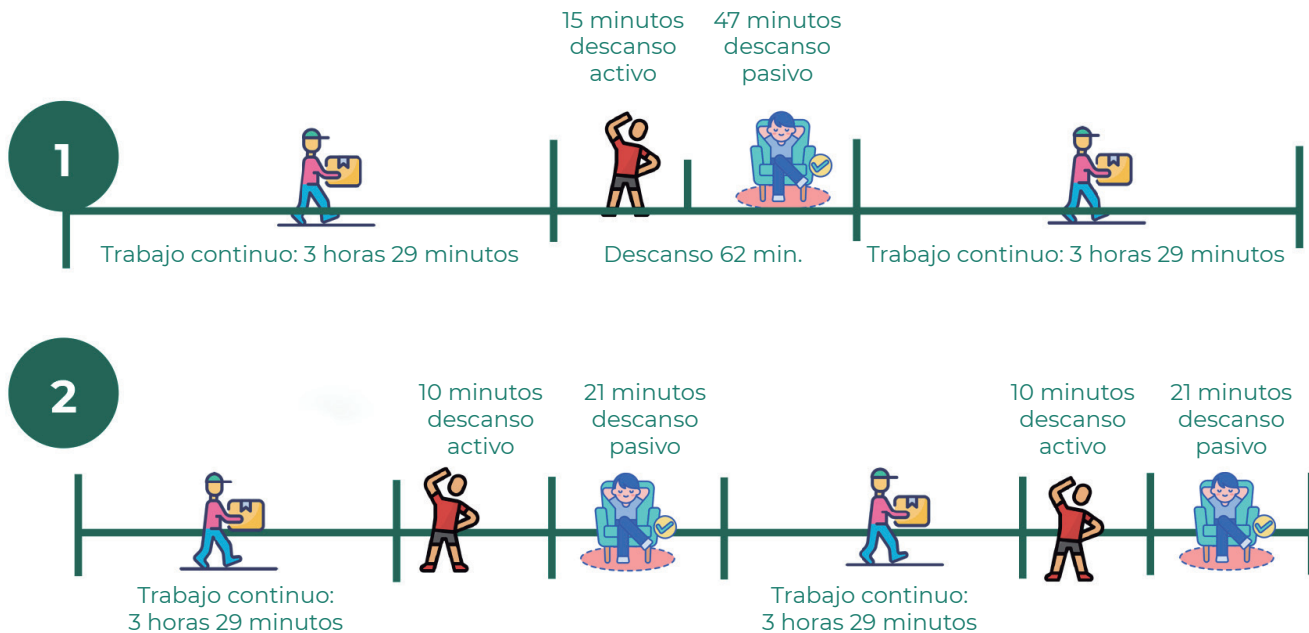 15 minutos
descanso
activo
47 minutos
descanso
pasivo
1
Trabajo continuo: 3 horas 29 minutos
Descanso 62 min.
Trabajo continuo: 3 horas 29 minutos
2
10 minutos
descanso
activo
21 minutos
descanso
pasivo
10 minutos
descanso
activo
21 minutos
descanso
pasivo
Trabajo continuo:
3 horas 29 minutos
Trabajo continuo:
3 horas 29 minutos